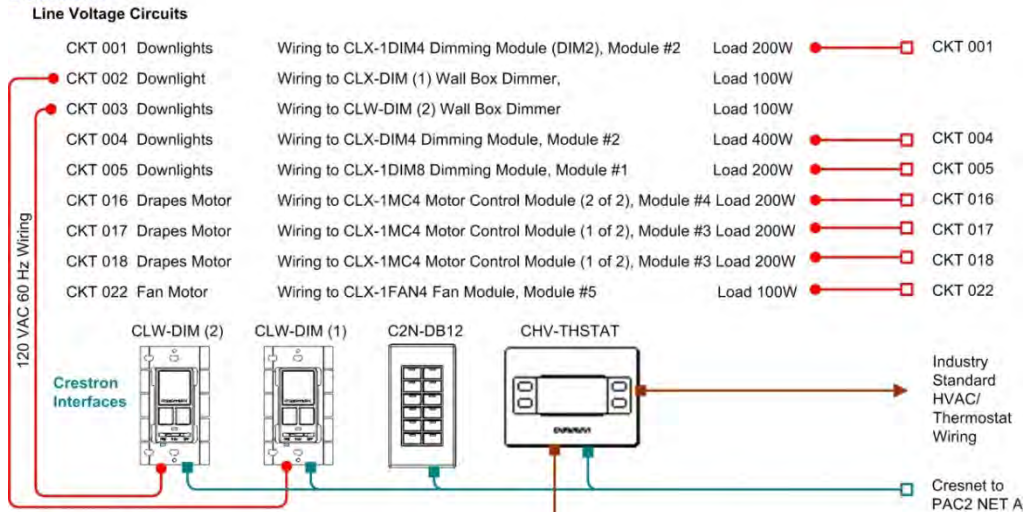 Line Voltage Circuits
CKT 001 Downlights Wiring to CLX-1DIM4 Dimming Module (DIM2), Module #2 Load 200W CKT 001
CKT 002 Downlight Wiring to CLX-DIM (1) Wall Box Dimmer, Load 100W
CKT 003 Downlights Wiring to CLW-DIM (2) Wall Box Dimmer Load 100W
CKT 004 Downlights Wiring to CLX-DIM4 Dimming Module, Module #2 Load 400W CKT 004
CKT 005 Downlights Wiring to CLX-1DIM8 Dimming Module, Module #1 Load 200W CKT 005
CKT 016 Drapes Motor Wiring to CLX-1MC4 Motor Control Module (2 of 2), Module #4 Load 200W CKT 016
CKT 017 Drapes Motor Wiring to CLX-1MC4 Motor Control Module (1 of 2), Module #3 Load 200W CKT 017
CKT 018 Drapes Motor Wiring to CLX-1MC4 Motor Control Module (1 of 2), Module #3 Load 200W CKT 018
CKT 022 Fan Motor Wiring to CLX-1FAN4 Fan Module, Module #5 Load 100W CKT 022
120 VAC 60 Hz Wiring
CLW-DIM (2) CLW-DIM (1) C2N-DB12 CHV-THSTAT
Crestron
Interfaces
Industry
Standard
HVAC/
Thermostat
Wiring
Cresnet to
PAC2 NET A